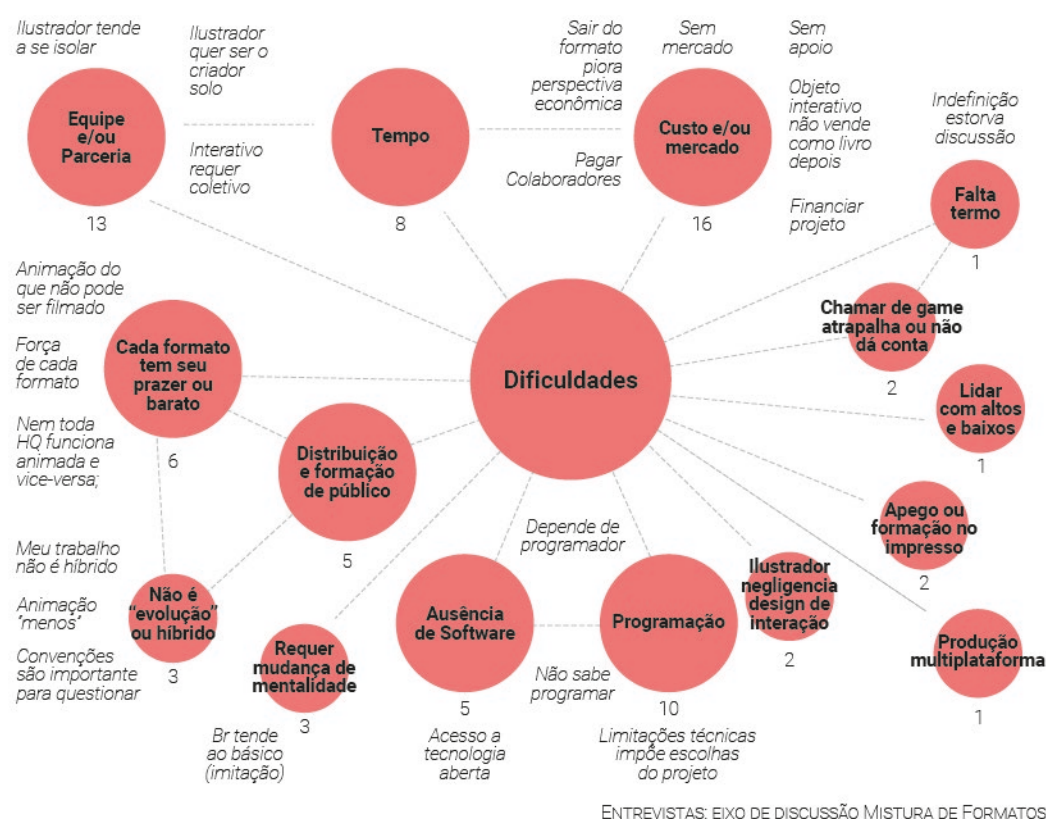 Ilustrador tende
a se isolar
Ilustrador
quer ser o
criador
solo
Equipe
e/ou
Parceria
13
Interativo
requer
coletivo
Tempo
8
Sair do
formato
piora
perspectiva
econômica
Sem
mercado
Sem
apoio
Pagar
Colaboradores
Custo e/ou
mercado
16
Objeto
interativo
não vende
como livro
depois
Financiar
projeto
Indefinição
estorva
discussão
Falta
termo
1
Chamar de game
atrapalha ou não
dá conta
2
Dificuldades
Animação do
que não pode
ser filmado
Força
de cada
formato
Nem toda
HQ funciona
animada e
vice-versa;
Cada formato
tem seu
prazer ou
barato
6
Distribuição
e formação
de público
5
Lidar
com altos
e baixos
1
Apego ou
formação no
impresso
2
Meu trabalho
não é híbrido
Animação
"menos"
Convenções
são importante
para questionar
Não é
“evolução”
ou híbrido
3
Requer
mudança de
mentalidade
3
Br tende
ao básico
(imitação)
Depende de
programador
Ausência
de Software
5
Acesso a
tecnologia
aberta
Não sabe
programar
Programação
10
Limitações técnicas
impõe escolhas
do projeto
Ilustrador
negligencia
design de
interação
2
Produção
multiplataforma
1
ENTREVISTAS: EIXO DE DISCUSSÃO MISTURA DE FORMATOS